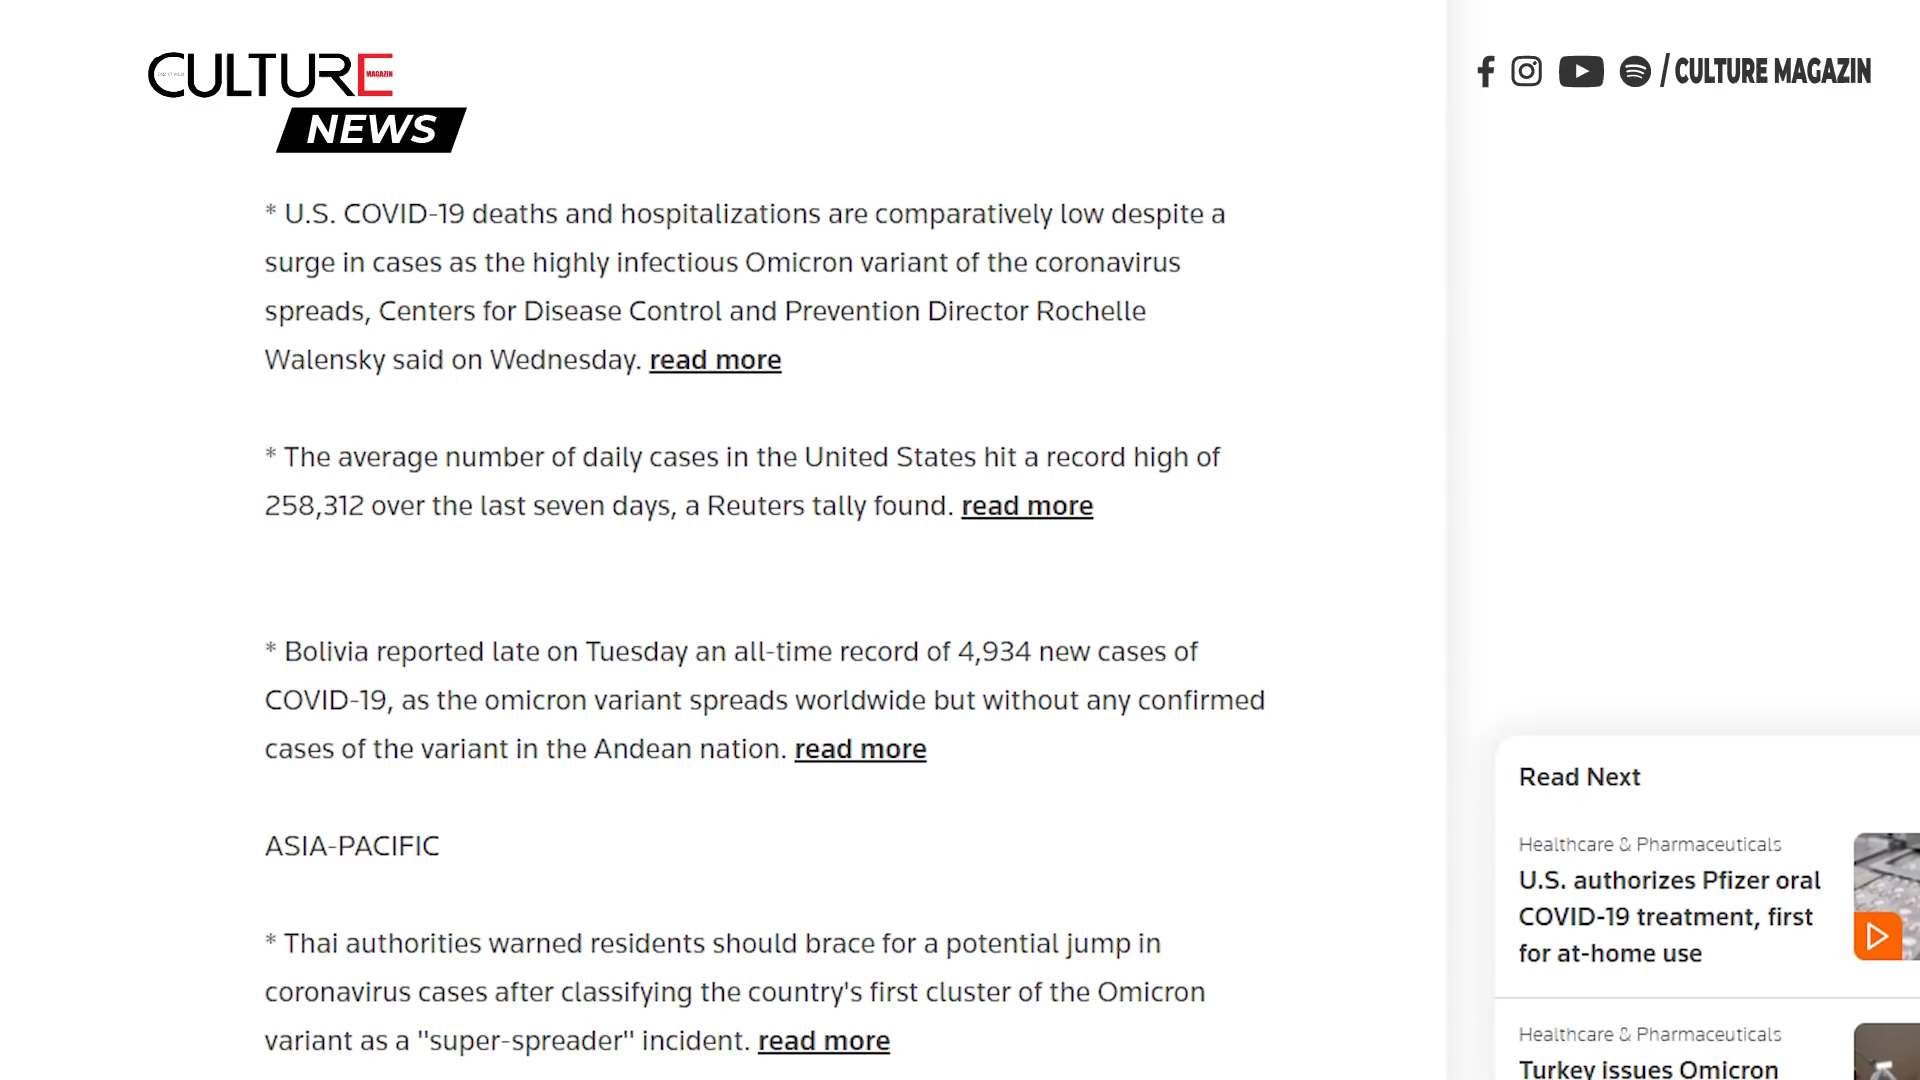 CULTURE
MAGAZIN
NEWS
/ CULTURE MAGAZIN
* U.S. COVID-19 deaths and hospitalizations are comparatively low despite a
surge in cases as the highly infectious Omicron variant of the coronavirus
spreads, Centers for Disease Control and Prevention Director Rochelle
Walensky said on Wednesday. read more
* The average number of daily cases in the United States hit a record high of
258,312 over the last seven days, a Reuters tally found. read more
* Bolivia reported late on Tuesday an all-time record of 4,934 new cases of
COVID-19, as the omicron variant spreads worldwide but without any confirmed
cases of the variant in the Andean nation. read more
ASIA-PACIFIC
* Thai authorities warned residents should brace for a potential jump in
coronavirus cases after classifying the country's first cluster of the Omicron
variant as a "super-spreader" incident. read more
Read Next
Healthcare & Pharmaceuticals
U.S. authorizes Pfizer oral
COVID-19 treatment, first
for at-home use
Healthcare & Pharmaceuticals
Turkey issues Omicron